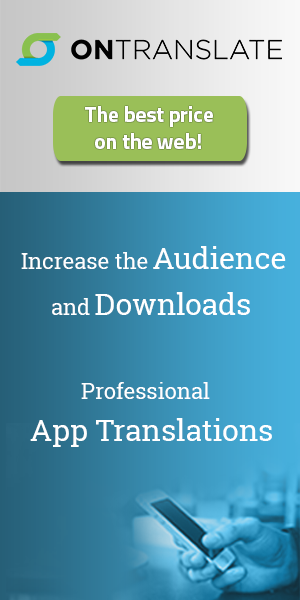 ONTRANSLATE
The best price
on the web!
Increase the Audience
and Downloads
Professional
App Translations